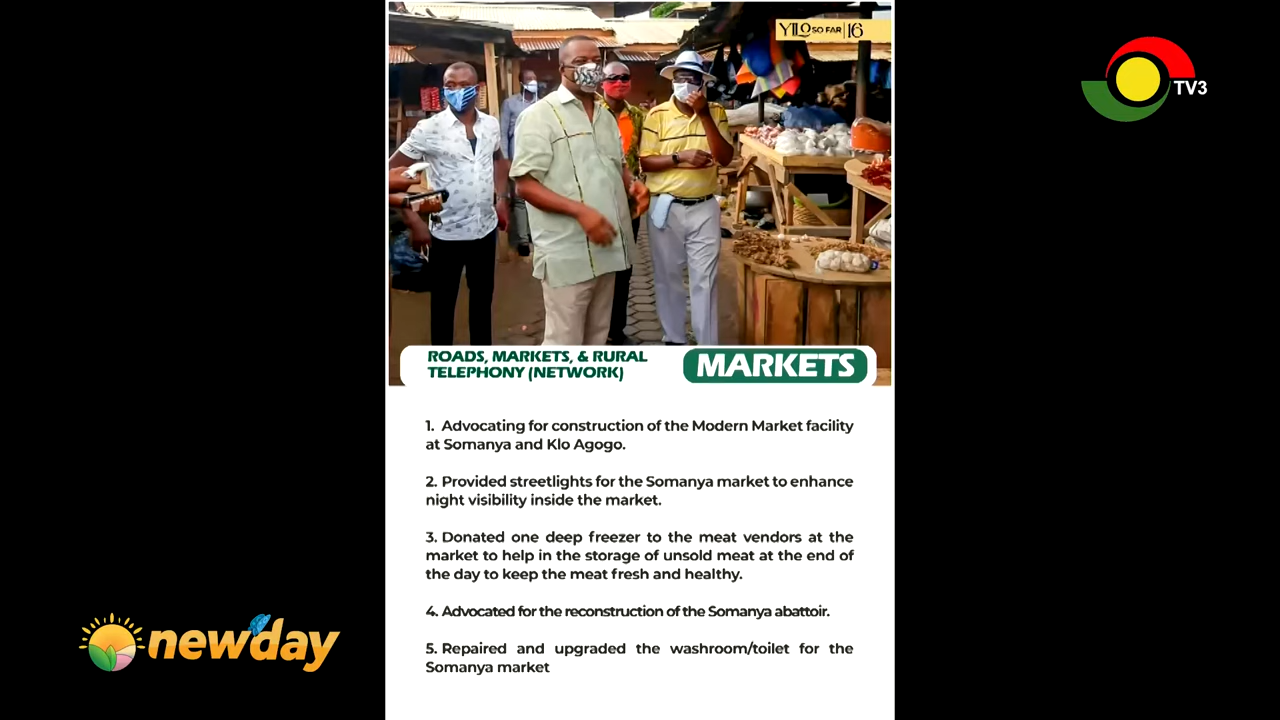 YILO SO FAR | 16
TV3
ROADS, MARKETS, & RURAL
TELEPHONY (NETWORK)
MARKETS
1. Advocating for construction of the Modern Market facility
at Somanya and Klo Agogo.
2. Provided streetlights for the Somanya market to enhance
night visibility inside the market.
3. Donated one deep freezer to the meat vendors at the
market to help in the storage of unsold meat at the end of
the day to keep the meat fresh and healthy.
4. Advocated for the reconstruction of the Somanya abattoir.
5. Repaired and upgraded the washroom/toilet for the
Somanya market
newday